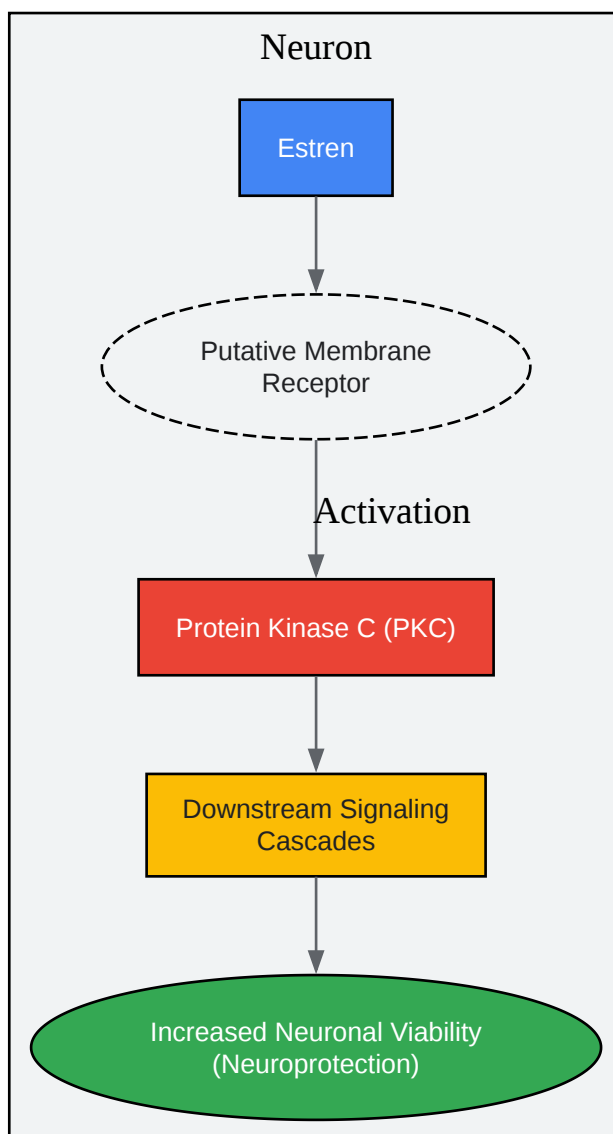 Neuron
Estren
Putative Membrane
Receptor
Activation
Protein Kinase C (PKC)
Downstream Signaling
Cascades
Increased Neuronal Viability
(Neuroprotection)